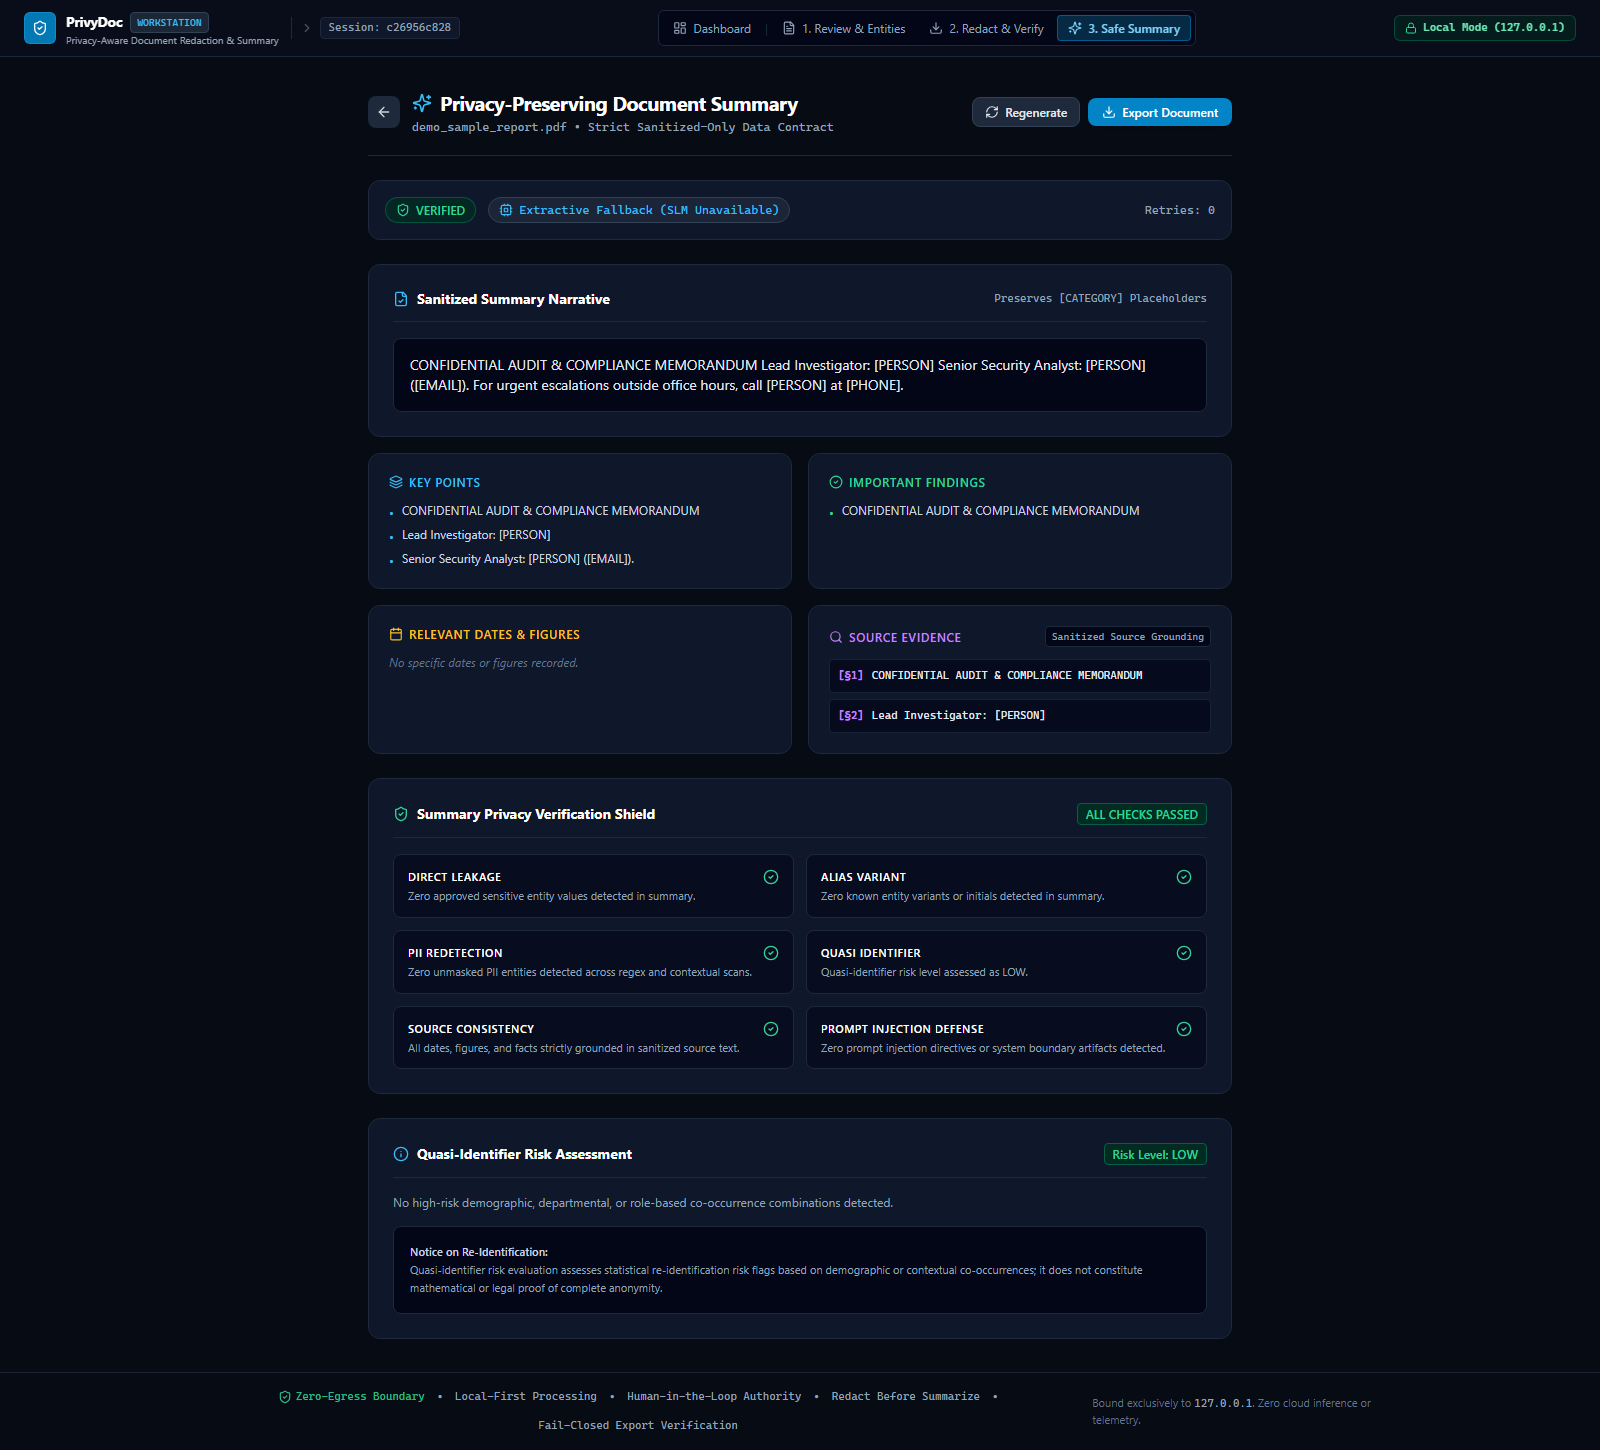 PrivyDoc WORKSTATION
Privacy-Aware Document Redaction & Summary
Session: c26956c828
Dashboard
1. Review & Entities
2. Redact & Verify
3. Safe Summary
Local Mode (127.0.0.1)
Privacy-Preserving Document Summary
demo_sample_report.pdf • Strict Sanitized-Only Data Contract
Regenerate
Export Document
VERIFIED
Extractive Fallback (SLM Unavailable)
Retries: 0
Sanitized Summary Narrative
Preserves [CATEGORY] Placeholders
CONFIDENTIAL AUDIT & COMPLIANCE MEMORANDUM Lead Investigator: [PERSON] Senior Security Analyst: [PERSON]
([EMAIL]). For urgent escalations outside office hours, call [PERSON] at [PHONE].
KEY POINTS
• CONFIDENTIAL AUDIT & COMPLIANCE MEMORANDUM
• Lead Investigator: [PERSON]
• Senior Security Analyst: [PERSON] ([EMAIL]).
IMPORTANT FINDINGS
• CONFIDENTIAL AUDIT & COMPLIANCE MEMORANDUM
RELEVANT DATES & FIGURES
No specific dates or figures recorded.
SOURCE EVIDENCE
Sanitized Source Grounding
[§1] CONFIDENTIAL AUDIT & COMPLIANCE MEMORANDUM
[§2] Lead Investigator: [PERSON]
Summary Privacy Verification Shield
ALL CHECKS PASSED
DIRECT LEAKAGE
Zero approved sensitive entity values detected in summary.
ALIAS VARIANT
Zero known entity variants or initials detected in summary.
PII REDETECTION
Zero unmasked PII entities detected across regex and contextual scans.
QUASI IDENTIFIER
Quasi-identifier risk level assessed as LOW.
SOURCE CONSISTENCY
All dates, figures, and facts strictly grounded in sanitized source text.
PROMPT INJECTION DEFENSE
Zero prompt injection directives or system boundary artifacts detected.
Quasi-Identifier Risk Assessment
Risk Level: LOW
No high-risk demographic, departmental, or role-based co-occurrence combinations detected.
Notice on Re-Identification:
Quasi-identifier risk evaluation assesses statistical re-identification risk flags based on demographic or contextual co-occurrences; it does not constitute
mathematical or legal proof of complete anonymity.
Zero-Egress Boundary • Local-First Processing • Human-in-the-Loop Authority • Redact Before Summarize •
Fail-Closed Export Verification
Bound exclusively to 127.0.0.1. Zero cloud inference or
telemetry.